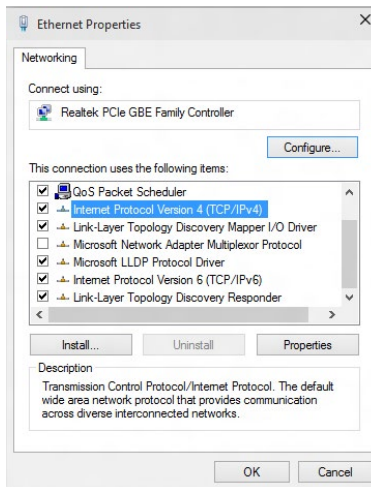 Ethernet Properties
Networking
Connect using:
Realtek PCIe GBE Family Controller
Configure...
This connection uses the following items:
QoS Packet Scheduler
Internet Protocol Version 4 (TCP/IPv4)
Link-Layer Topology Discovery Mapper I/O Driver
Microsoft Network Adapter Multiplexor Protocol
Microsoft LLDP Protocol Driver
Internet Protocol Version 6 (TCP/IPv6)
Link-Layer Topology Discovery Responder
Install... Uninstall Properties
Description
Transmission Control Protocol/Internet Protocol. The default
wide area network protocol that provides communication
across diverse interconnected networks.
OK Cancel